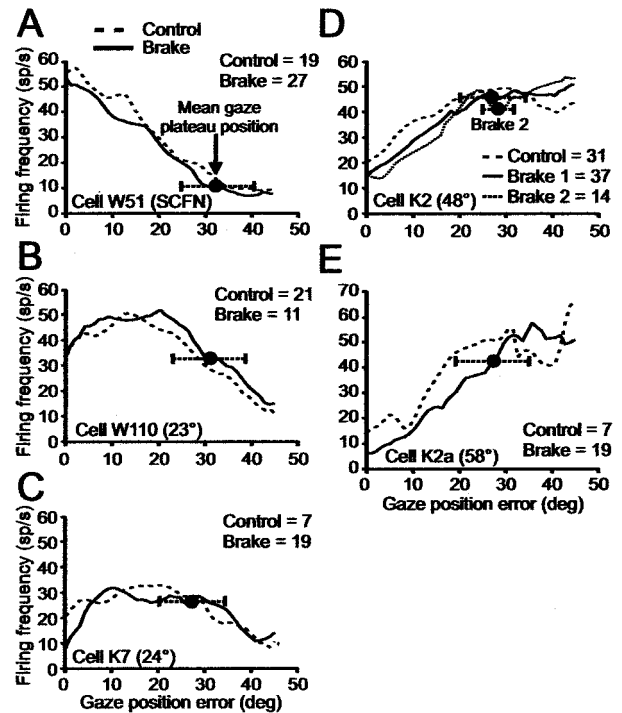 A
Control
Brake
Control = 19
Brake = 27
Mean gaze
plateau position
Firing frequency (sp/s)
60
50
40
30
20
10
0
Cell W51 (SCFN)
0 10 20 30 40 50
B
Control = 21
Brake = 11
Firing frequency (sp/s)
60
50
40
30
20
10
0
Cell W110 (23°)
0 10 20 30 40 50
C
Control = 7
Brake = 19
Firing frequency (sp/s)
60
50
40
30
20
10
0
Cell K7 (24°)
0 10 20 30 40 50
Gaze position error (deg)
D
60
50
40
30
20
10
0
Brake 2
Control = 31
Brake 1 = 37
Brake 2 = 14
Cell K2 (48°)
0 10 20 30 40 50
E
70
60
50
40
30
20
10
0
Control = 7
Brake = 19
Cell K2a (58°)
0 10 20 30 40 50
Gaze position error (deg)